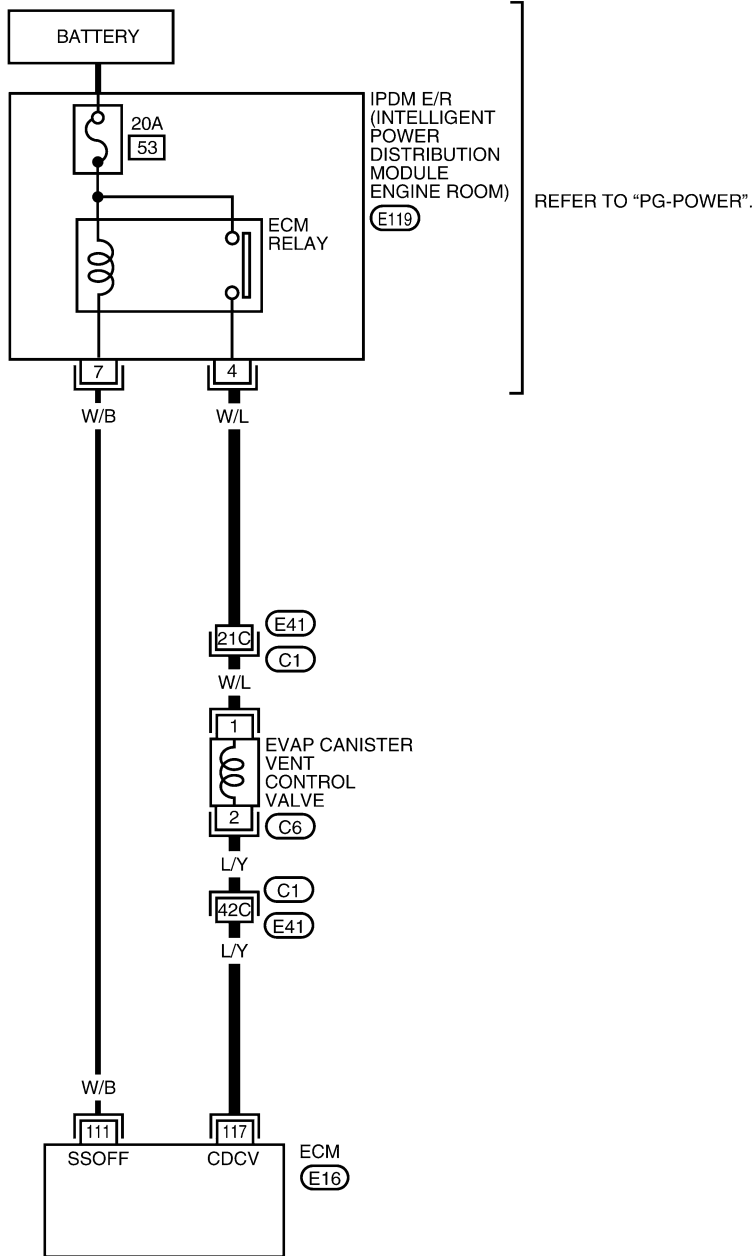 BATTERY
IPDM E/R
(INTELLIGENT
POWER
DISTRIBUTION
MODULE
ENGINE ROOM)
E119
20A
53
REFER TO “PG-POWER”.
ECM
RELAY
7
4
W/B
W/L
E41
21C
C1
W/L
1
EVAP CANISTER
VENT
CONTROL
VALVE
2
C6
L/Y
C1
42C
E41
L/Y
W/B
111
117
SSOFF
CDCV
ECM
E16